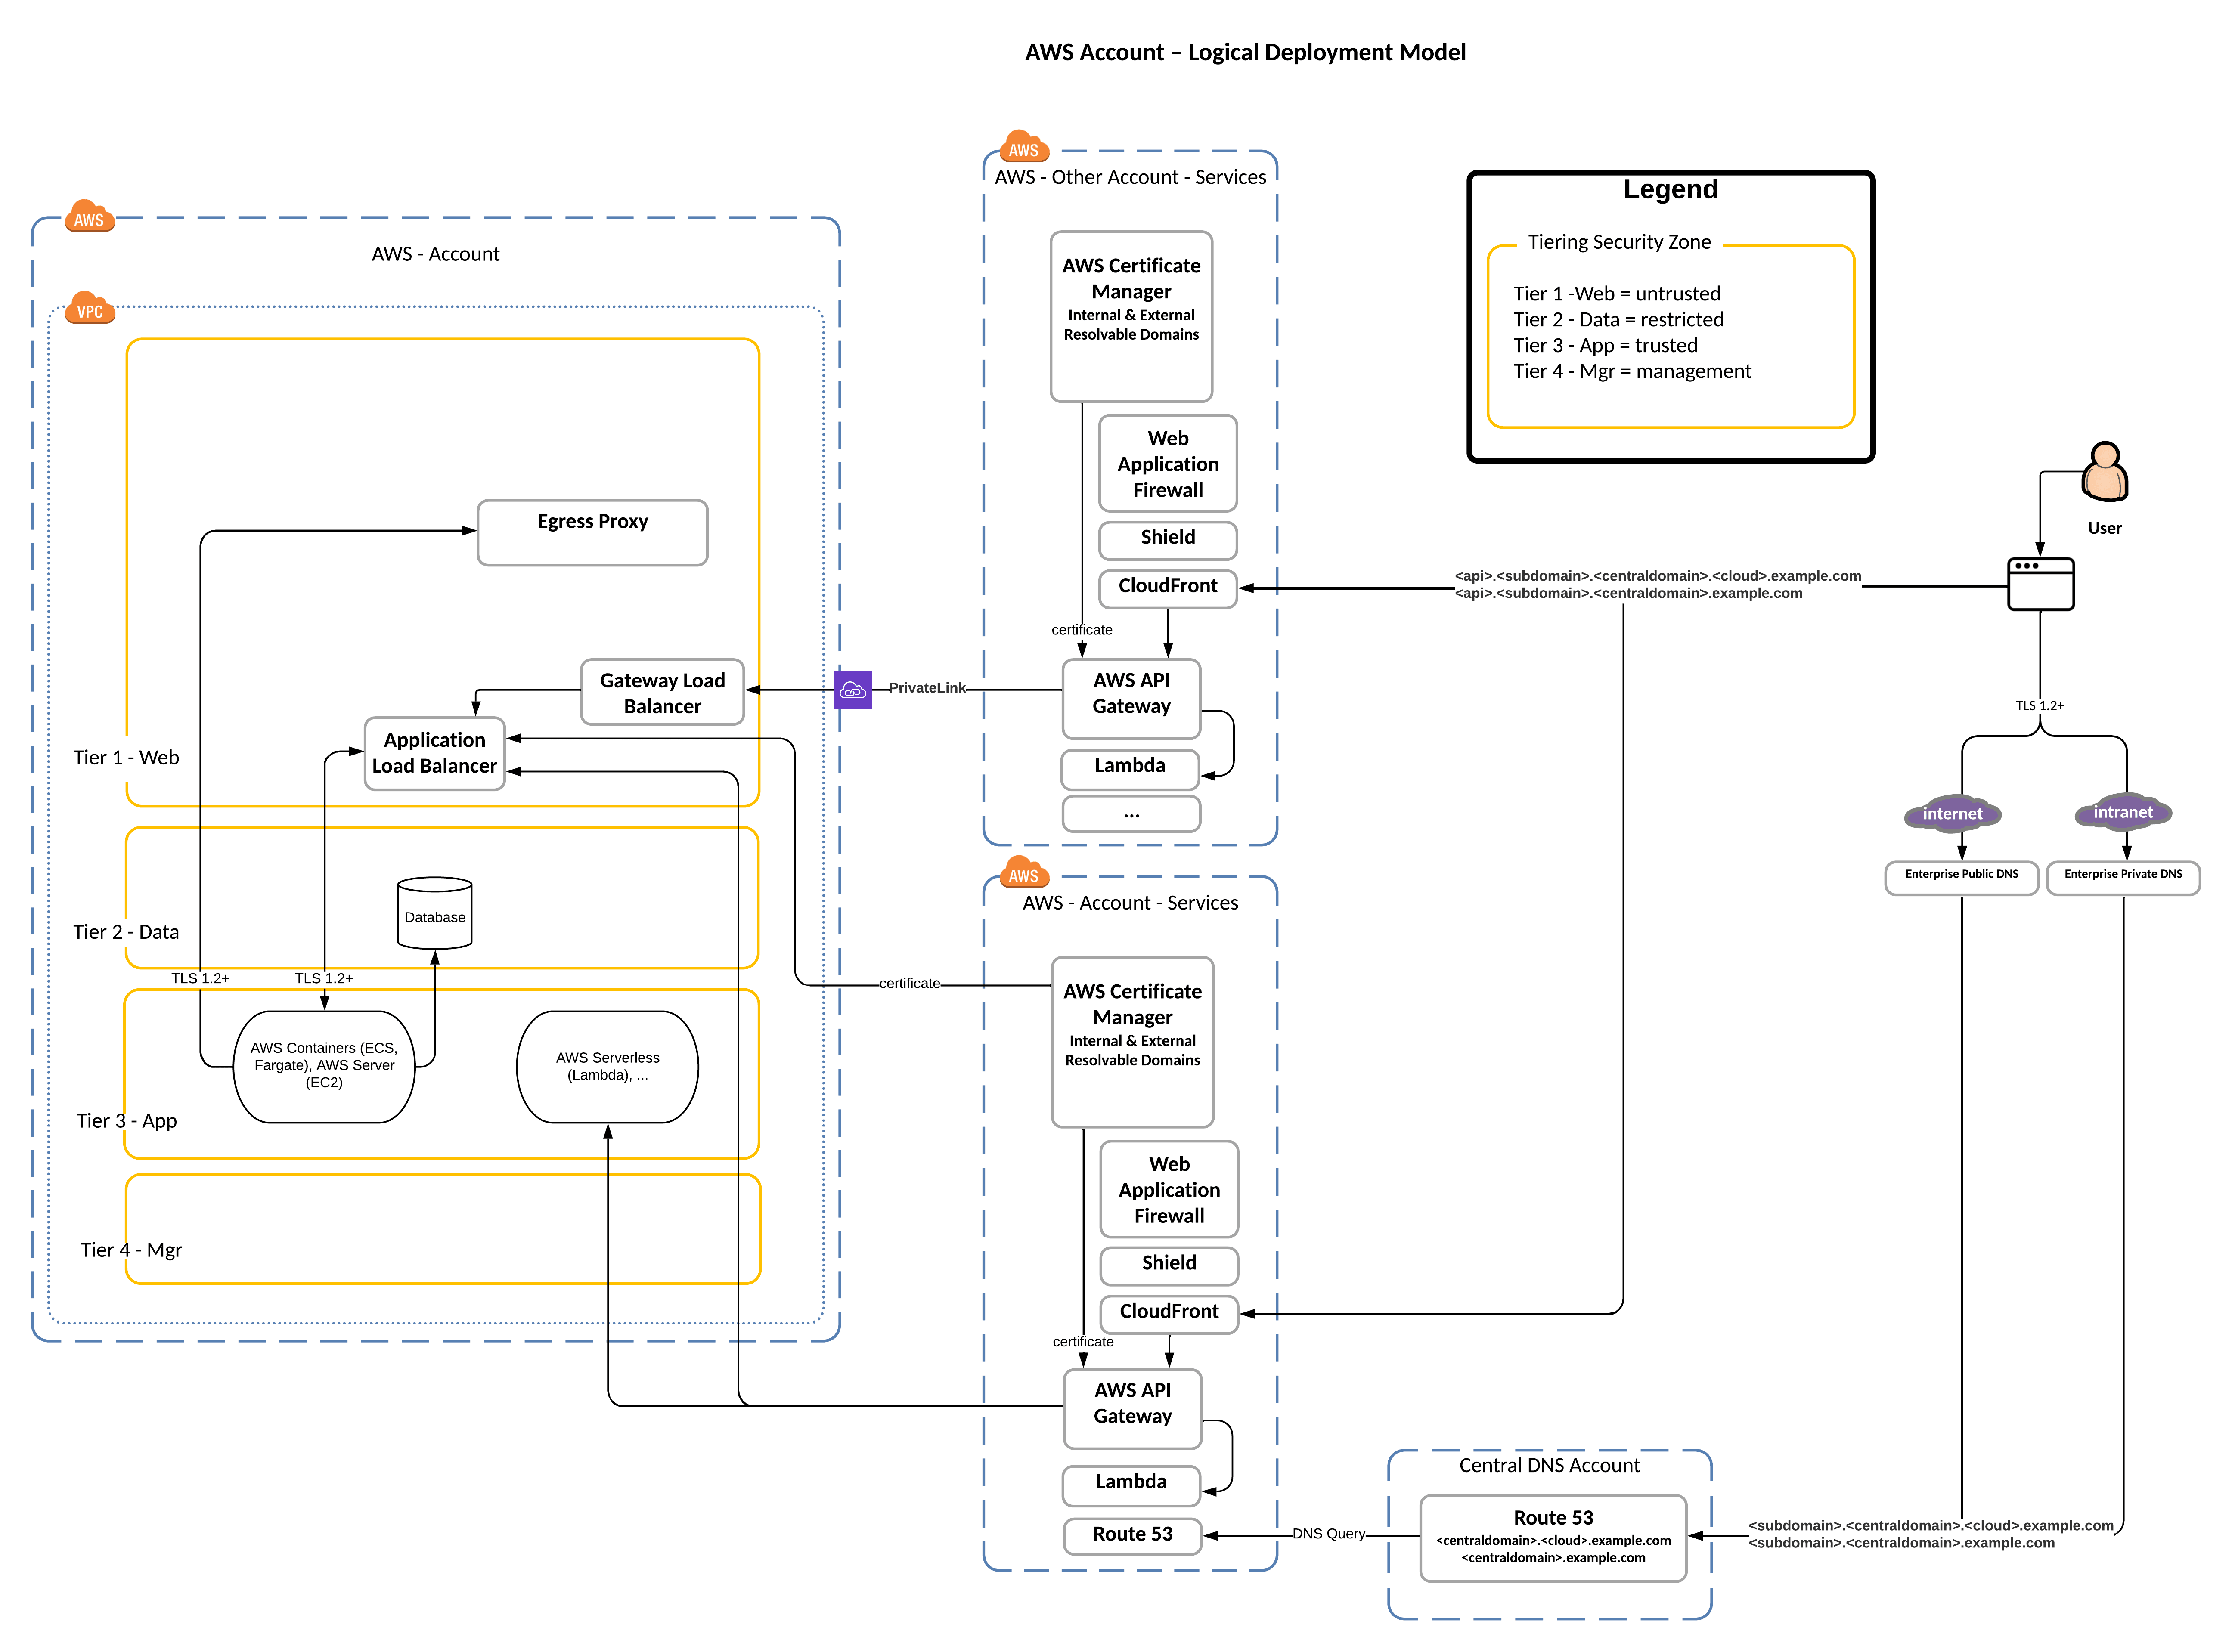 AWS Account – Logical Deployment Model
AWS
AWS - Account
VPC
Egress Proxy
Gateway Load
Balancer
Application
Load Balancer
Tier 1 - Web
Database
Tier 2 - Data
TLS 1.2+
TLS 1.2+
AWS Containers (ECS,
Fargate), AWS Server
(EC2)
AWS Serverless
(Lambda), ...
Tier 3 - App
Tier 4 - Mgr
PrivateLink
certificate
AWS
AWS - Other Account - Services
AWS Certificate
Manager
Internal & External
Resolvable Domains
Web
Application
Firewall
Shield
CloudFront
certificate
AWS API
Gateway
Lambda
...
AWS
AWS - Account - Services
AWS Certificate
Manager
Internal & External
Resolvable Domains
Web
Application
Firewall
Shield
CloudFront
certificate
AWS API
Gateway
Lambda
Route 53
DNS Query
Central DNS Account
Route 53
<centraldomain>.<cloud>.example.com
<centraldomain>.example.com
Legend
Tiering Security Zone
Tier 1 -Web = untrusted
Tier 2 - Data = restricted
Tier 3 - App = trusted
Tier 4 - Mgr = management
User
<api>.<subdomain>.<centraldomain>.<cloud>.example.com
<api>.<subdomain>.<centraldomain>.example.com
TLS 1.2+
internet
intranet
Enterprise Public DNS
Enterprise Private DNS
<subdomain>.<centraldomain>.<cloud>.example.com
<subdomain>.<centraldomain>.example.com